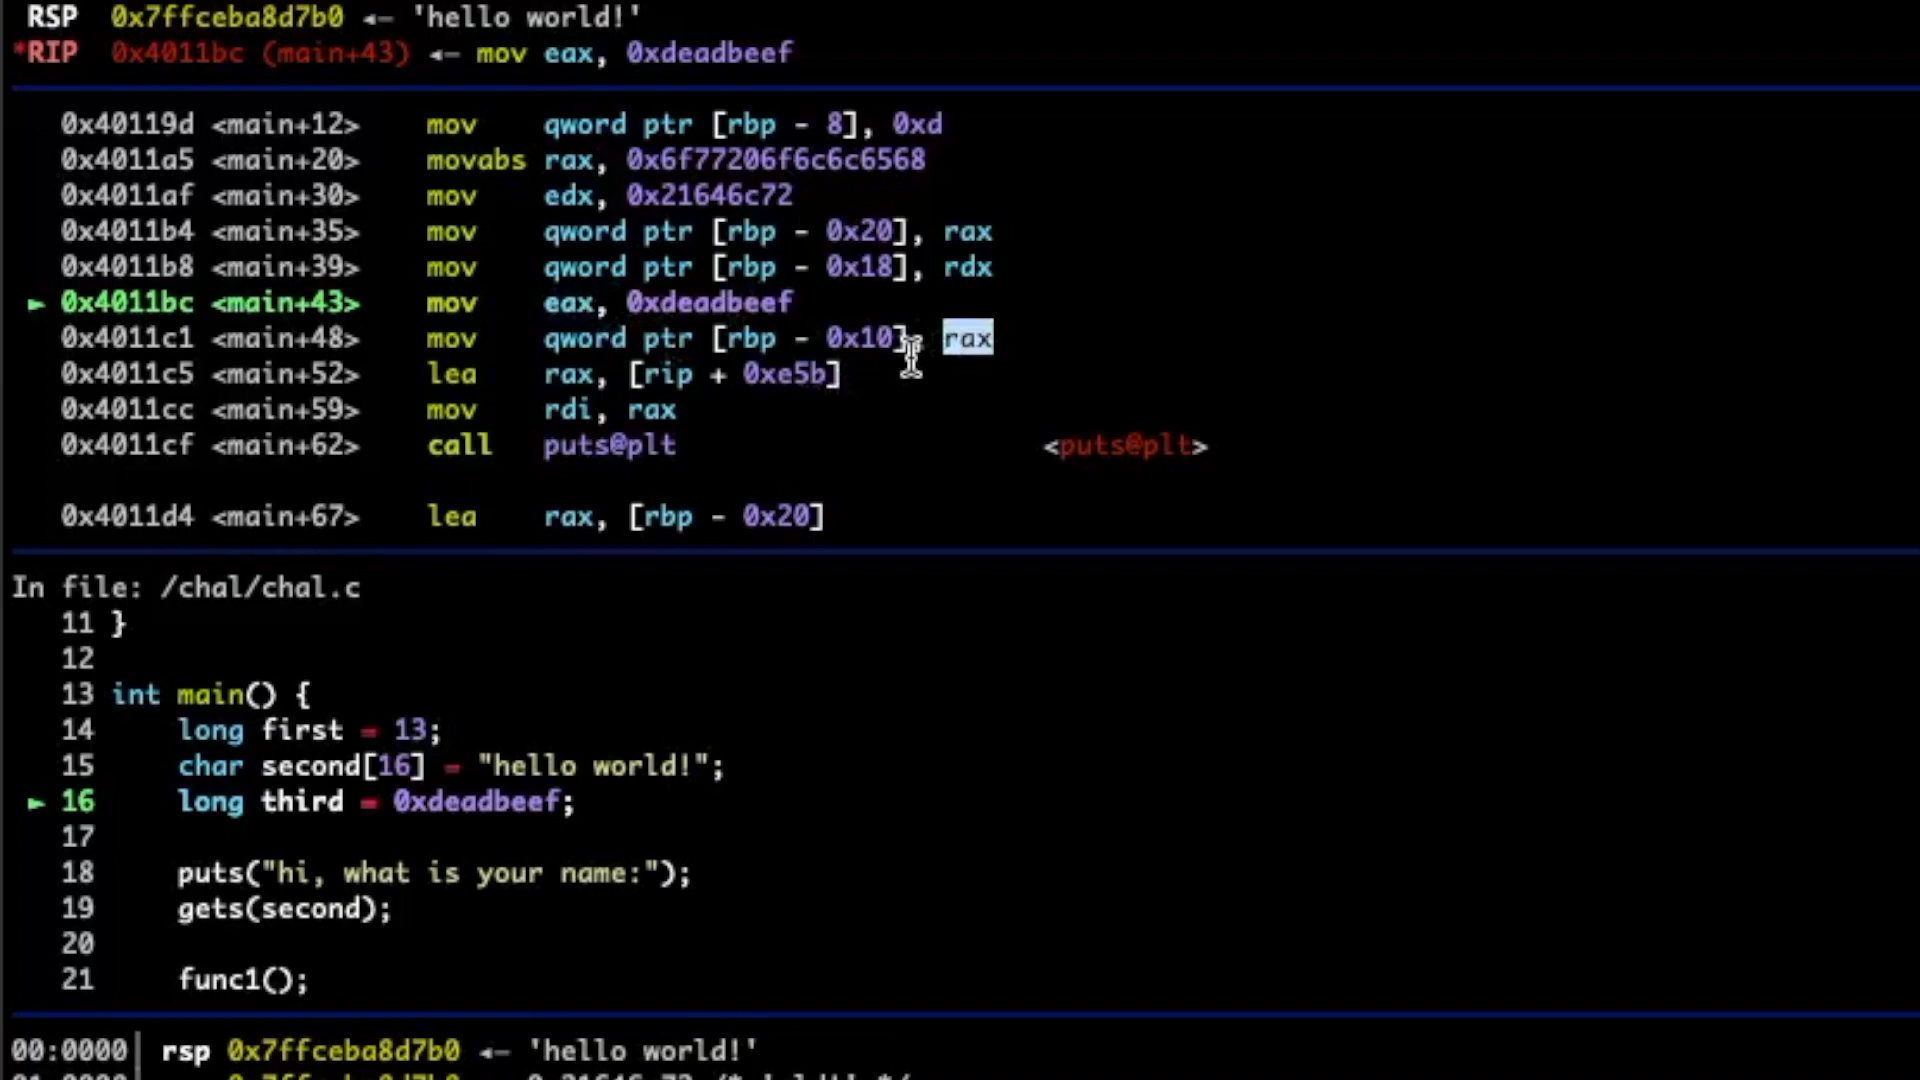 RSP 0x7ffceba8d7b0 ◂— 'hello world!'
*RIP 0x4011bc (main+43) ◂— mov eax, 0xdeadbeef
0x40119d <main+12> mov qword ptr [rbp - 8], 0xd
0x4011a5 <main+20> movabs rax, 0x6f77206f6c6c6568
0x4011af <main+30> mov edx, 0x21646c72
0x4011b4 <main+35> mov qword ptr [rbp - 0x20], rax
0x4011b8 <main+39> mov qword ptr [rbp - 0x18], rdx
► 0x4011bc <main+43> mov eax, 0xdeadbeef
0x4011c1 <main+48> mov qword ptr [rbp - 0x10], rax
0x4011c5 <main+52> lea rax, [rip + 0xe5b]
0x4011cc <main+59> mov rdi, rax
0x4011cf <main+62> call puts@plt <puts@plt>
0x4011d4 <main+67> lea rax, [rbp - 0x20]
In file: /chal/chal.c
11 }
12
13 int main() {
14 long first = 13;
15 char second[16] = "hello world!";
► 16 long third = 0xdeadbeef;
17
18 puts("hi, what is your name:");
19 gets(second);
20
21 func1();
00:0000│ rsp 0x7ffceba8d7b0 ◂— 'hello world!'